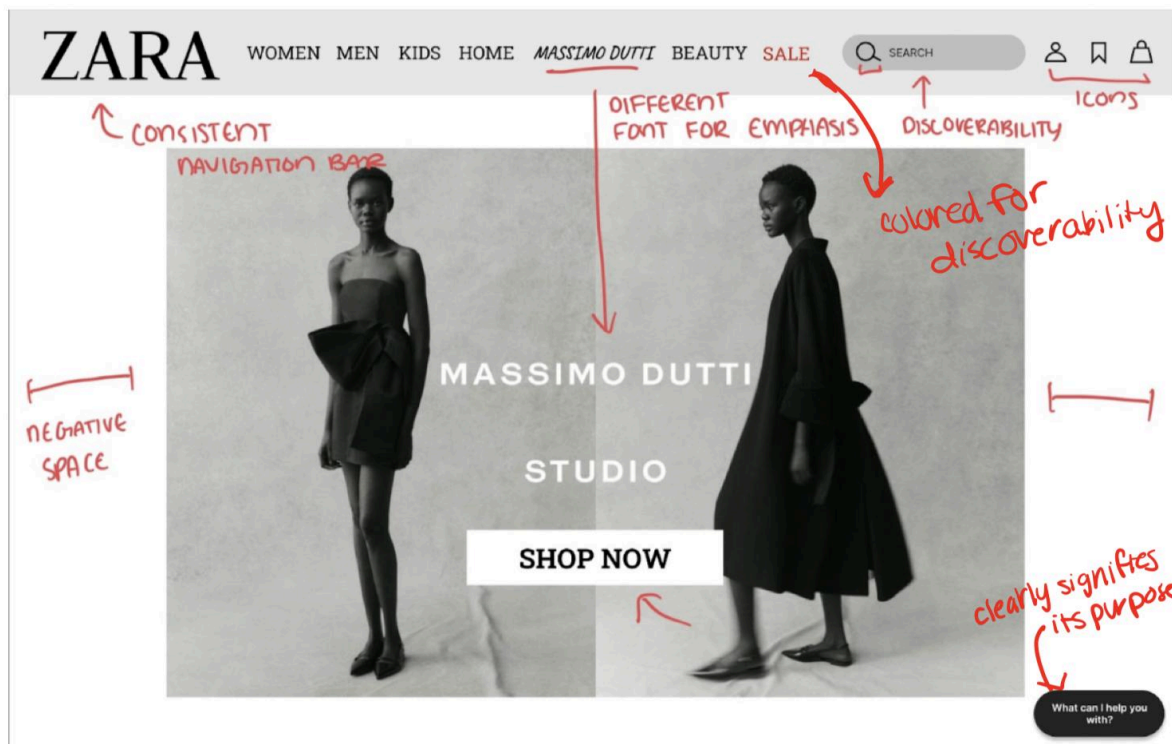 ZARA WOMEN MEN KIDS HOME MASSIMO DUTTI BEAUTY SALE SEARCH
CONSISTENT
NAVIGATION BAR
DIFFERENT
FONT FOR EMPHASIS
DISCOVERABILITY
ICONS
colored for
discoverability
MASSIMO DUTTI
NEGATIVE
SPACE
STUDIO
SHOP NOW
clearly signifies
its purpose
What can I help you
with?